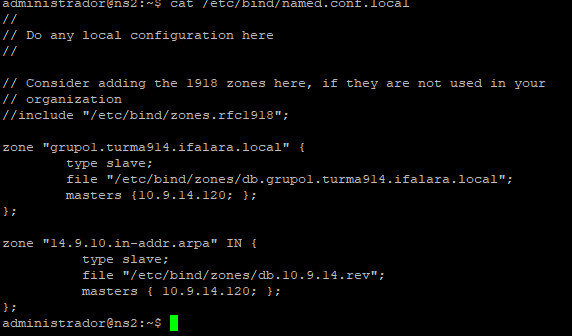 administrador@ns2:~$ cat /etc/bind/named.conf.local
//
// Do any local configuration here
//
// Consider adding the 1918 zones here, if they are not used in your
// organization
//include "/etc/bind/zones.rfc1918";
zone "grupo1.turma914.ifalara.local" {
type slave;
file "/etc/bind/zones/db.grupo1.turma914.ifalara.local";
masters {10.9.14.120; };
};
zone "14.9.10.in-addr.arpa" IN {
type slave;
file "/etc/bind/zones/db.10.9.14.rev";
masters { 10.9.14.120; };
};
administrador@ns2:~$